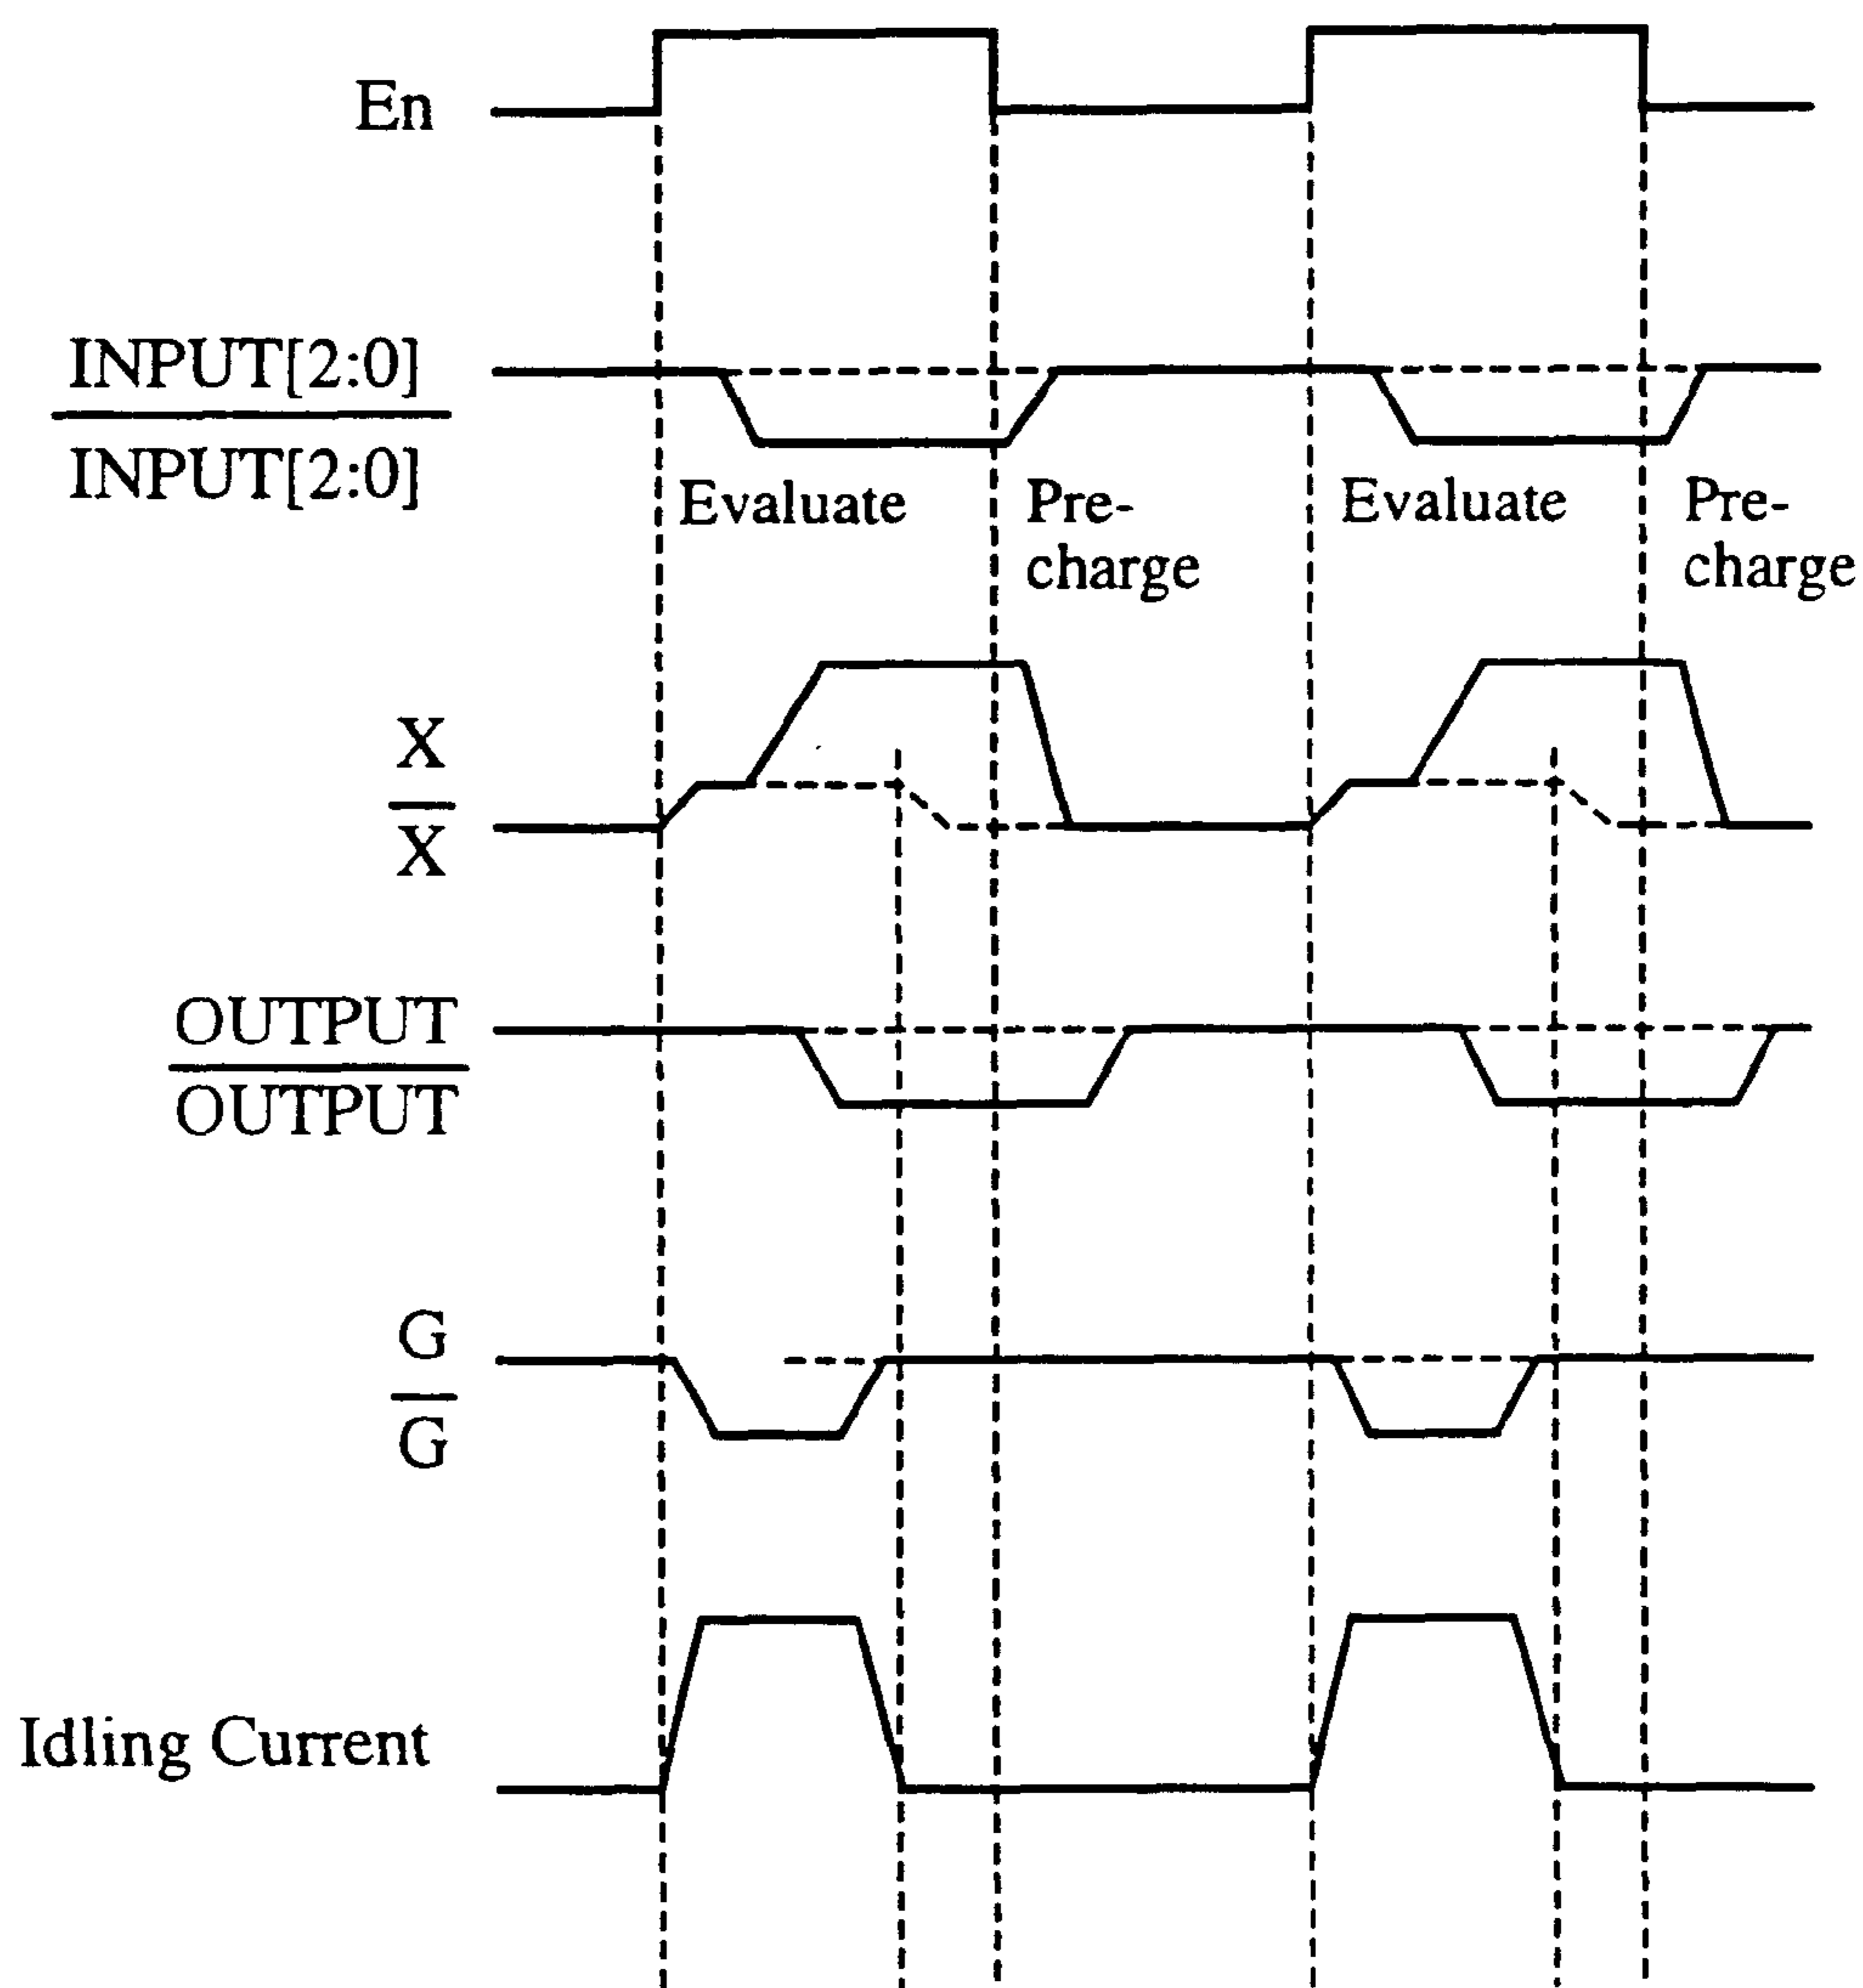 En
INPUT[2:0]
INPUT[2:0]
Evaluate
Pre-
charge
Evaluate
Pre-
charge
X
X
OUTPUT
OUTPUT
G
G
Idling Current